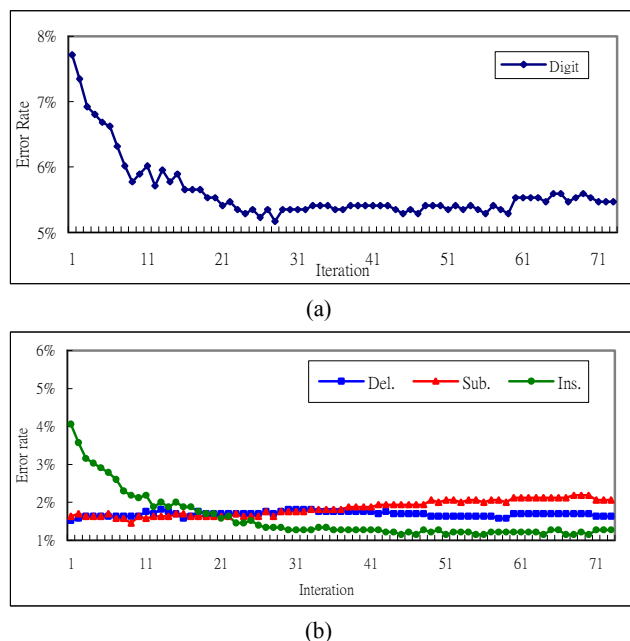 8%
7%
6%
5%
Error Rate
Digit
1 11 21 31 41 51 61 71
Iteration
(a)
6%
5%
4%
3%
2%
1%
Error rate
Del. Sub. Ins.
1 11 21 31 41 51 61 71
Interation
(b)